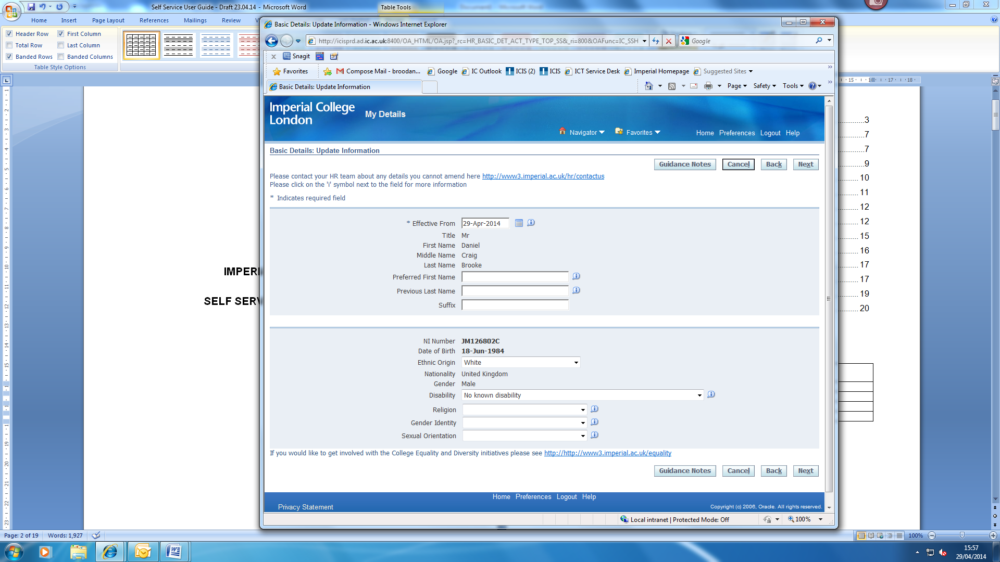 Self Service User Guide - Draft 23.04.14 - Microsoft Word
Table Tools
Home Insert Page Layout References Mailings Review
Header Row First Column
Total Row Last Column
Banded Rows Banded Columns
Table Style Options
Basic Details: Update Information - Windows Internet Explorer
http://icisprd.ad.ic.ac.uk:8400/OA_HTML/OA.jsp?_rc=HR_BASIC_DET_ACT_TYPE_TOP_SS&_ri=800&OAFunc=IC_SSH
Google
x Snagit
Favorites Compose Mail - broodan... Google IC Outlook ICIS (2) ICIS ICT Service Desk Imperial Homepage Suggested Sites
Basic Details: Update Information
Page Safety Tools
Imperial College
London
My Details
Navigator Favorites Home Preferences Logout Help
Basic Details: Update Information
Guidance Notes Cancel Back Next
Please contact your HR team about any details you cannot amend here http://www3.imperial.ac.uk/hr/contactus
Please click on the 'i' symbol next to the field for more information
* Indicates required field
* Effective From 29-Apr-2014
Title Mr
First Name Daniel
Middle Name Craig
Last Name Brooke
Preferred First Name
Previous Last Name
Suffix
NI Number JM126802C
Date of Birth 18-Jun-1984
Ethnic Origin White
Nationality United Kingdom
Gender Male
Disability No known disability
Religion
Gender Identity
Sexual Orientation
If you would like to get involved with the College Equality and Diversity initiatives please see http://http://www3.imperial.ac.uk/equality
Guidance Notes Cancel Back Next
Home Preferences Logout Help
Privacy Statement
Copyright (c) 2006, Oracle. All rights reserved.
Local intranet | Protected Mode: Off
100%
IMPERI
SELF SERV
3
7
7
9
10
11
12
12
15
16
17
17
19
20
Page: 2 of 19 Words: 1,927
100%
15:57
29/04/2014